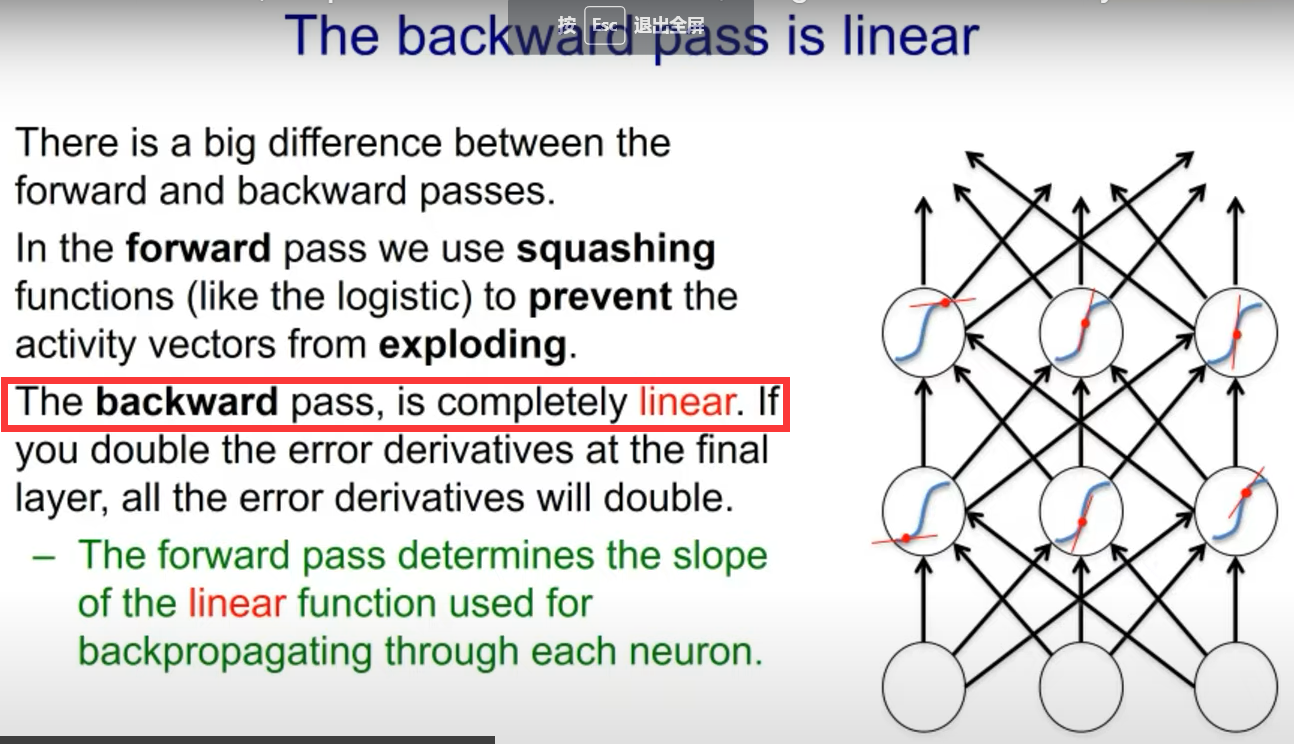 The backward pass is linear
按 Esc 退出全屏
There is a big difference between the
forward and backward passes.
In the forward pass we use squashing
functions (like the logistic) to prevent the
activity vectors from exploding.
The backward pass, is completely linear. If
you double the error derivatives at the final
layer, all the error derivatives will double.
– The forward pass determines the slope
of the linear function used for
backpropagating through each neuron.